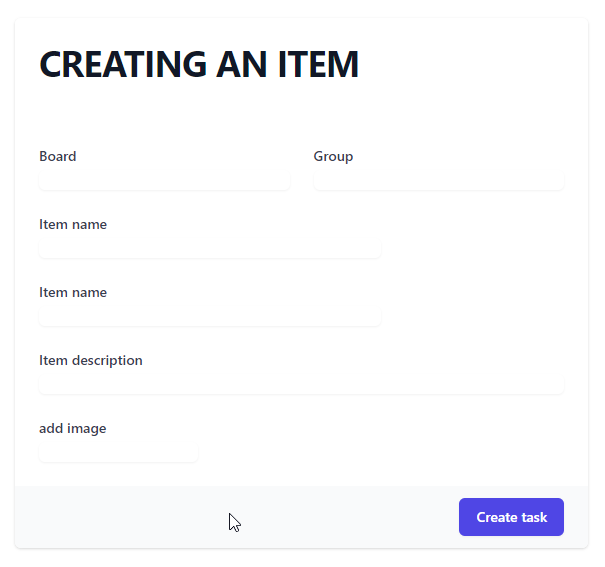 CREATING AN ITEM
Board Group
Item name
Item name
Item description
add image
Create task